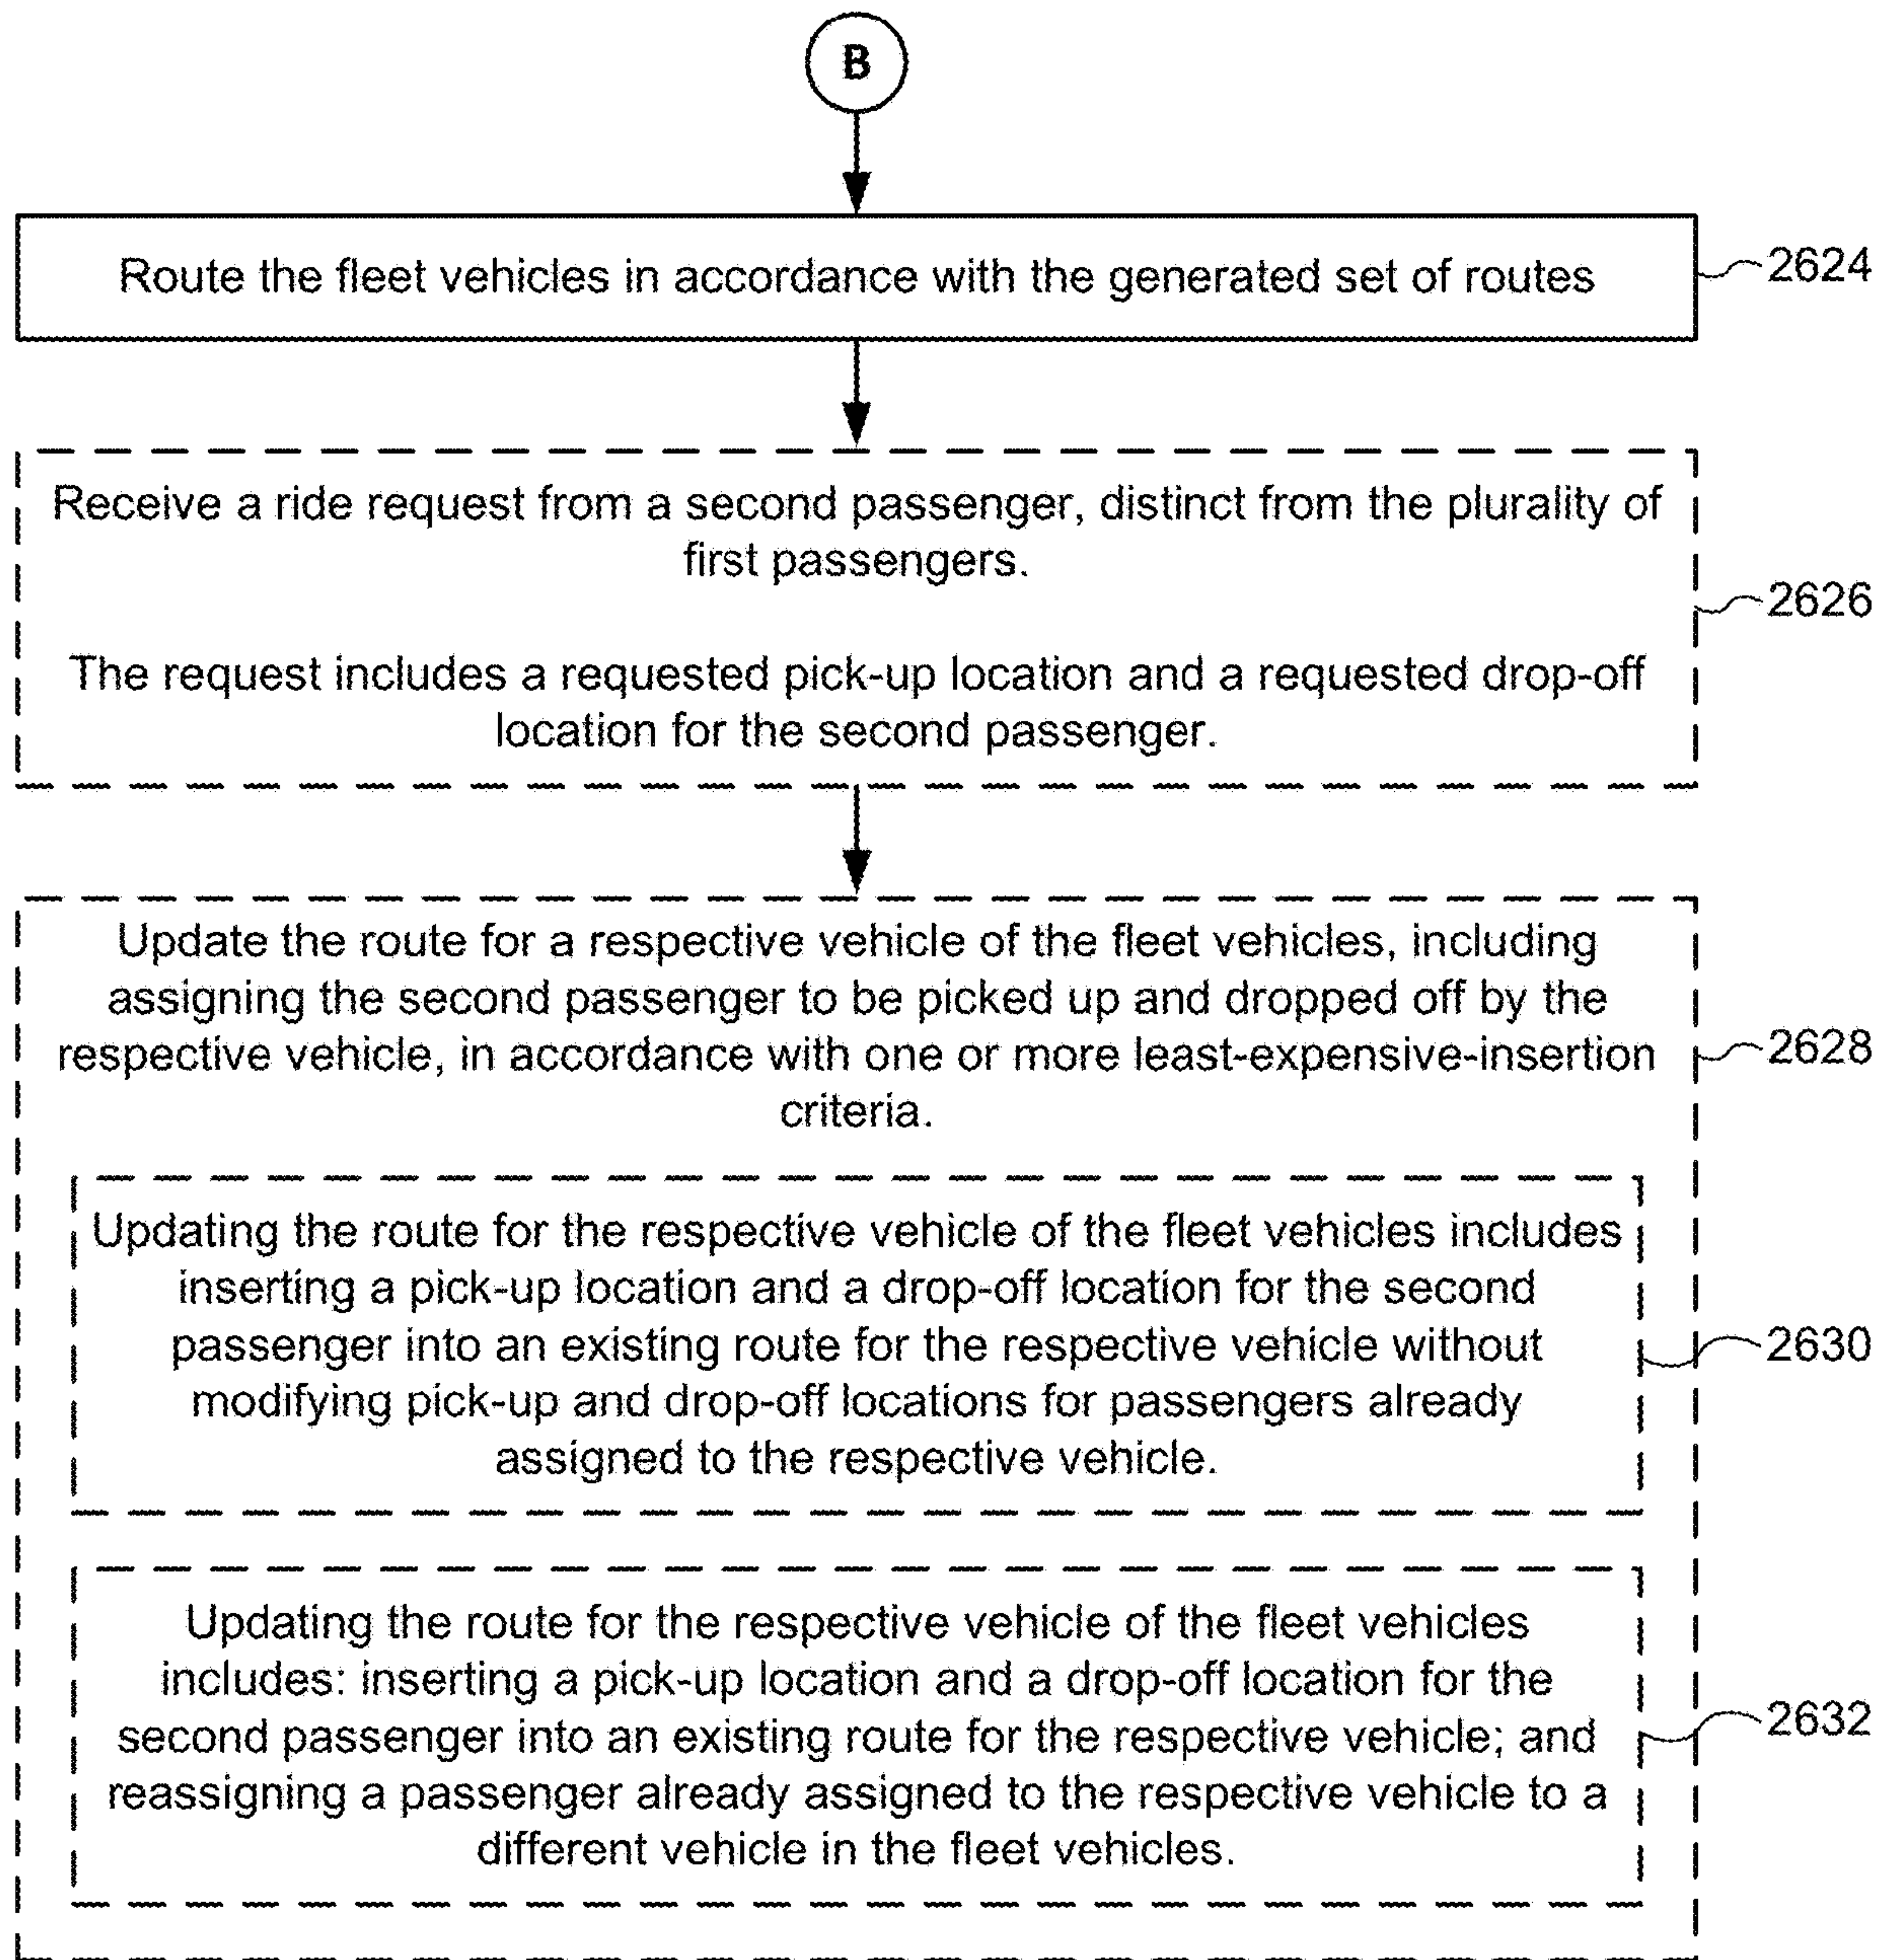 B
Route the fleet vehicles in accordance with the generated set of routes
2624
Receive a ride request from a second passenger, distinct from the plurality of
first passengers.
2626
The request includes a requested pick-up location and a requested drop-off
location for the second passenger.
Update the route for a respective vehicle of the fleet vehicles, including
assigning the second passenger to be picked up and dropped off by the
respective vehicle, in accordance with one or more least-expensive-insertion
criteria.
2628
Updating the route for the respective vehicle of the fleet vehicles includes
inserting a pick-up location and a drop-off location for the second
passenger into an existing route for the respective vehicle without
modifying pick-up and drop-off locations for passengers already
assigned to the respective vehicle.
2630
Updating the route for the respective vehicle of the fleet vehicles
includes: inserting a pick-up location and a drop-off location for the
second passenger into an existing route for the respective vehicle; and
reassigning a passenger already assigned to the respective vehicle to a
different vehicle in the fleet vehicles.
2632